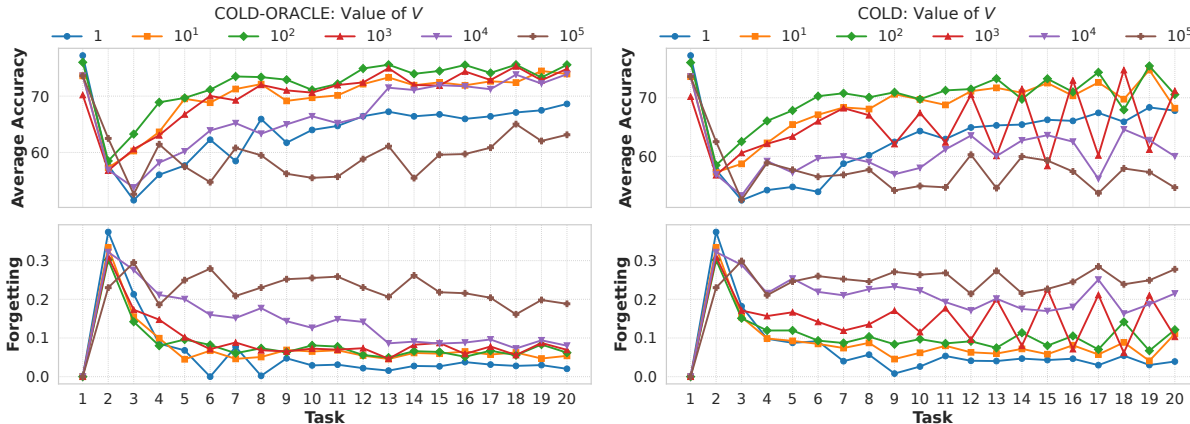 COLD-ORACLE: Value of V
1 10¹ 10² 10³ 10⁴ 10⁵
Average Accuracy
70
60
Forgetting
0.3
0.2
0.1
0.0
1 2 3 4 5 6 7 8 9 10 11 12 13 14 15 16 17 18 19 20
Task
COLD: Value of V
1 10¹ 10² 10³ 10⁴ 10⁵
Average Accuracy
70
60
Forgetting
0.3
0.2
0.1
0.0
1 2 3 4 5 6 7 8 9 10 11 12 13 14 15 16 17 18 19 20
Task